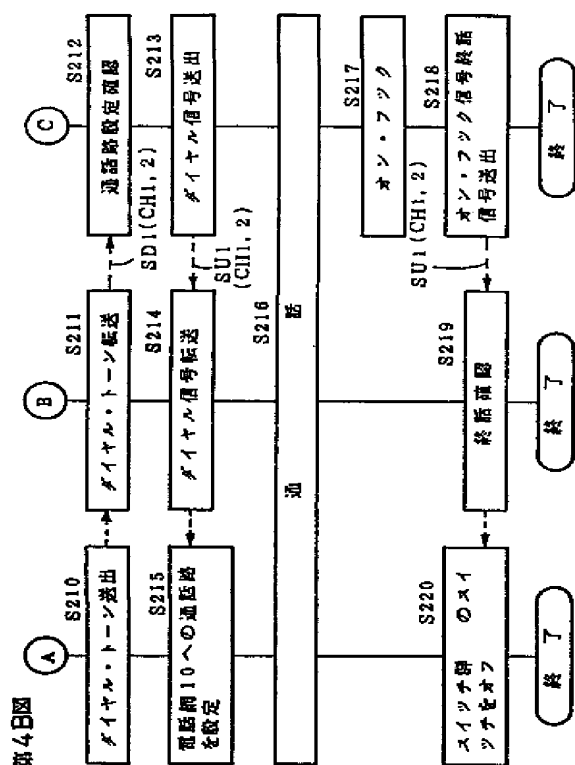 第4B図
A
B
C
S210
ダイヤル・トーン送出
S211
ダイヤル・トーン転送
S212
通話路設定確認
SD1(CH1, 2)
S213
ダイヤル信号送出
SU1
(CH1, 2)
S214
ダイヤル信号転送
S215
電話網10への通話路
を設定
S216
通 話
S217
オン・フック
S218
オン・フック信号終話
信号送出
SU1(CH1, 2)
S219
終話確認
S220
スイッチ群 のスイ
ッチをオフ
終了
終了
終了